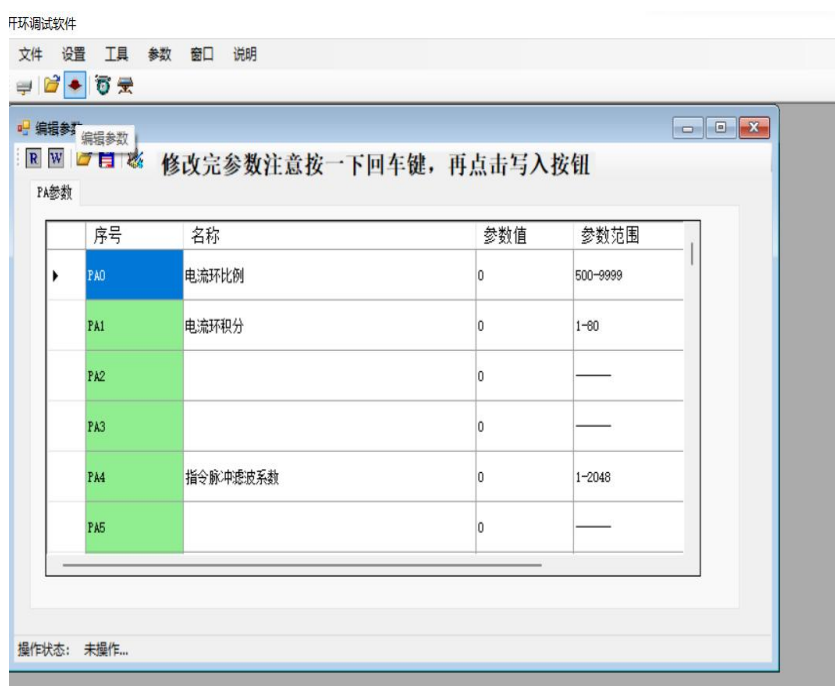 开环调试软件
文件 设置 工具 参数 窗口 说明
编辑参数
编辑参数
R W 修改完参数注意按一下回车键，再点击写入按钮
PA参数
序号 名称 参数值 参数范围
PA0 电流环比例 0 500-9999
PA1 电流环积分 0 1-80
PA2 0 ———
PA3 0 ———
PA4 指令脉冲滤波系数 0 1-2048
PA5 0 ———
操作状态: 未操作...